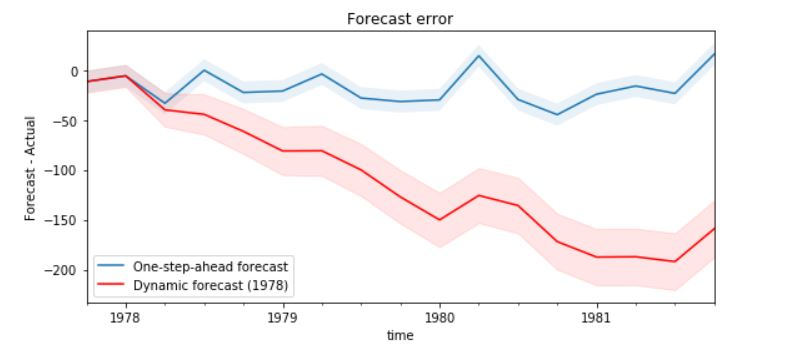 Forecast error
Forecast - Actual
0
−50
−100
−150
−200
One-step-ahead forecast
Dynamic forecast (1978)
1978 1979 1980 1981
time